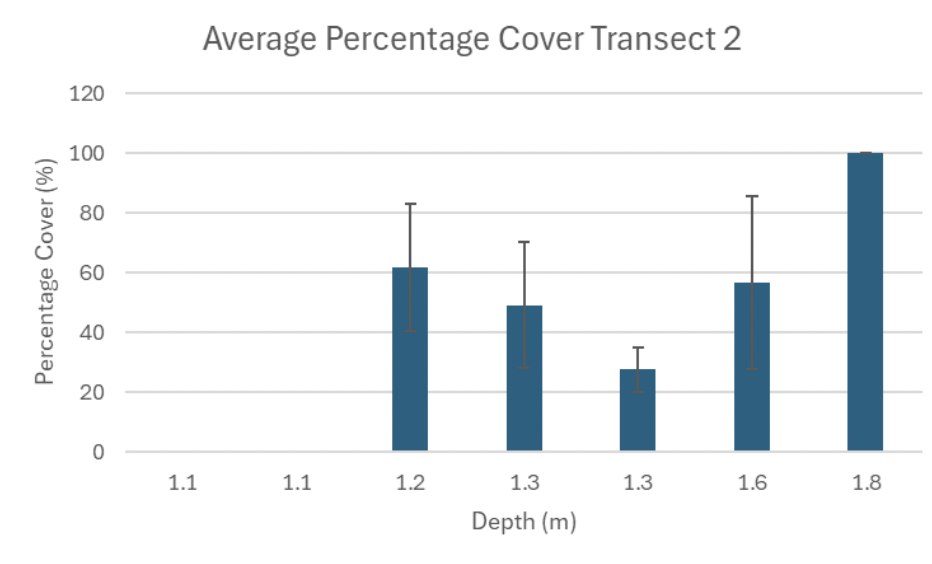 Average Percentage Cover Transect 2
120
100
80
60
40
20
0
Percentage Cover (%)
1.1 1.1 1.2 1.3 1.3 1.6 1.8
Depth (m)